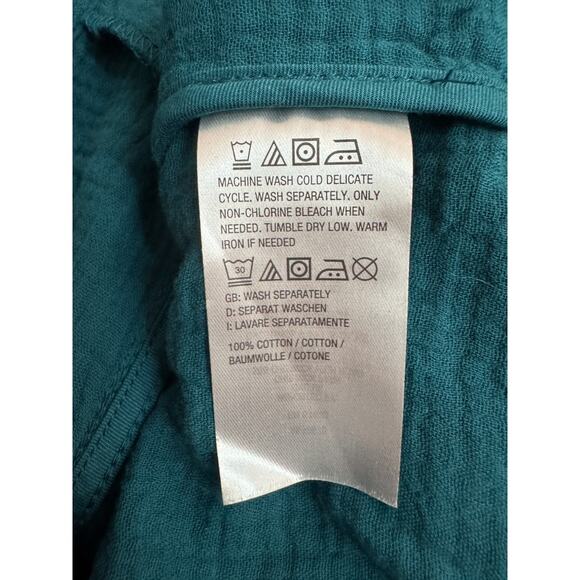 MACHINE WASH COLD DELICATE
CYCLE. WASH SEPARATELY. ONLY
NON-CHLORINE BLEACH WHEN
NEEDED. TUMBLE DRY LOW. WARM
IRON IF NEEDED
30
GB: WASH SEPARATELY
D: SEPARAT WASCHEN
I: LAVARE SEPARATAMENTE
100% COTTON / COTTON /
BAUMWOLLE / COTONE